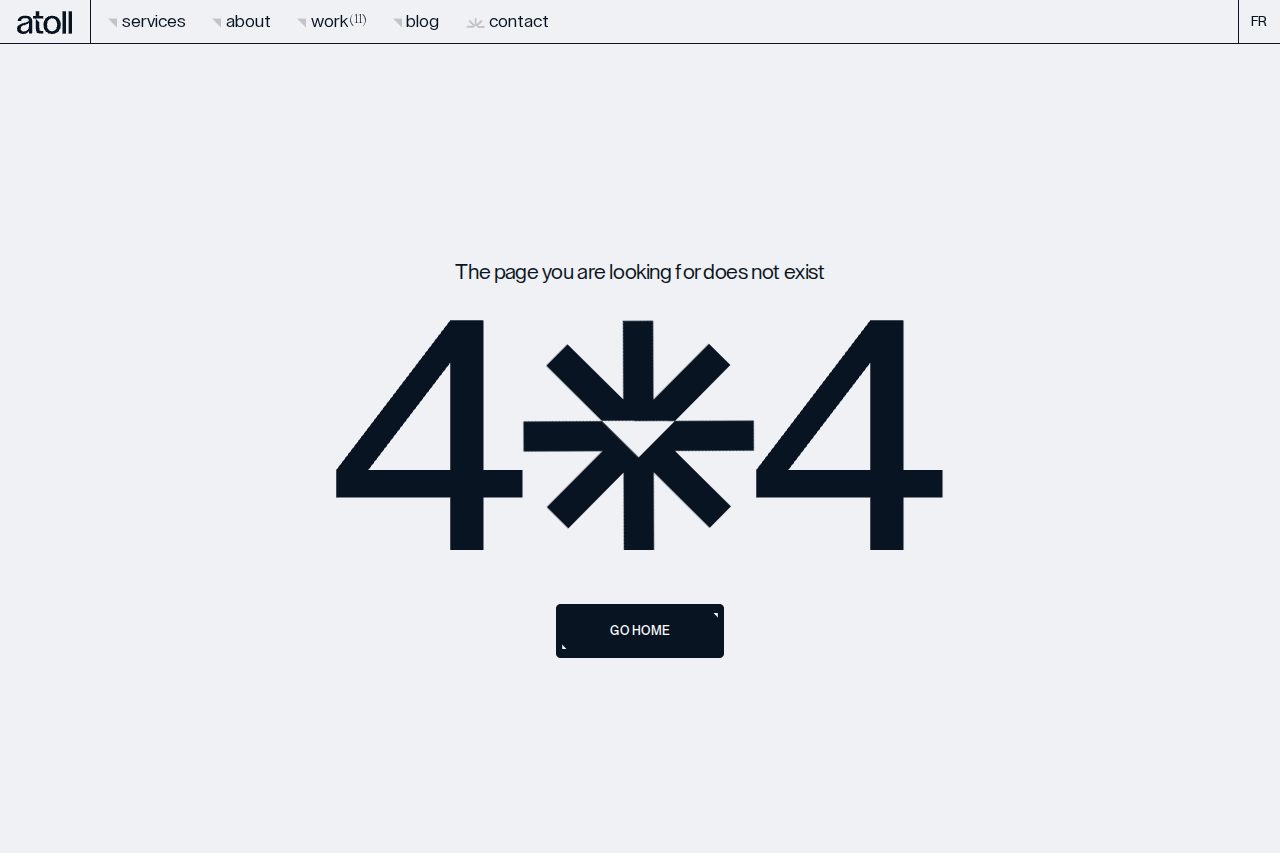 atoll
services
about
work(11)
blog
contact
FR
The page you are looking for does not exist
4 4
GO HOME